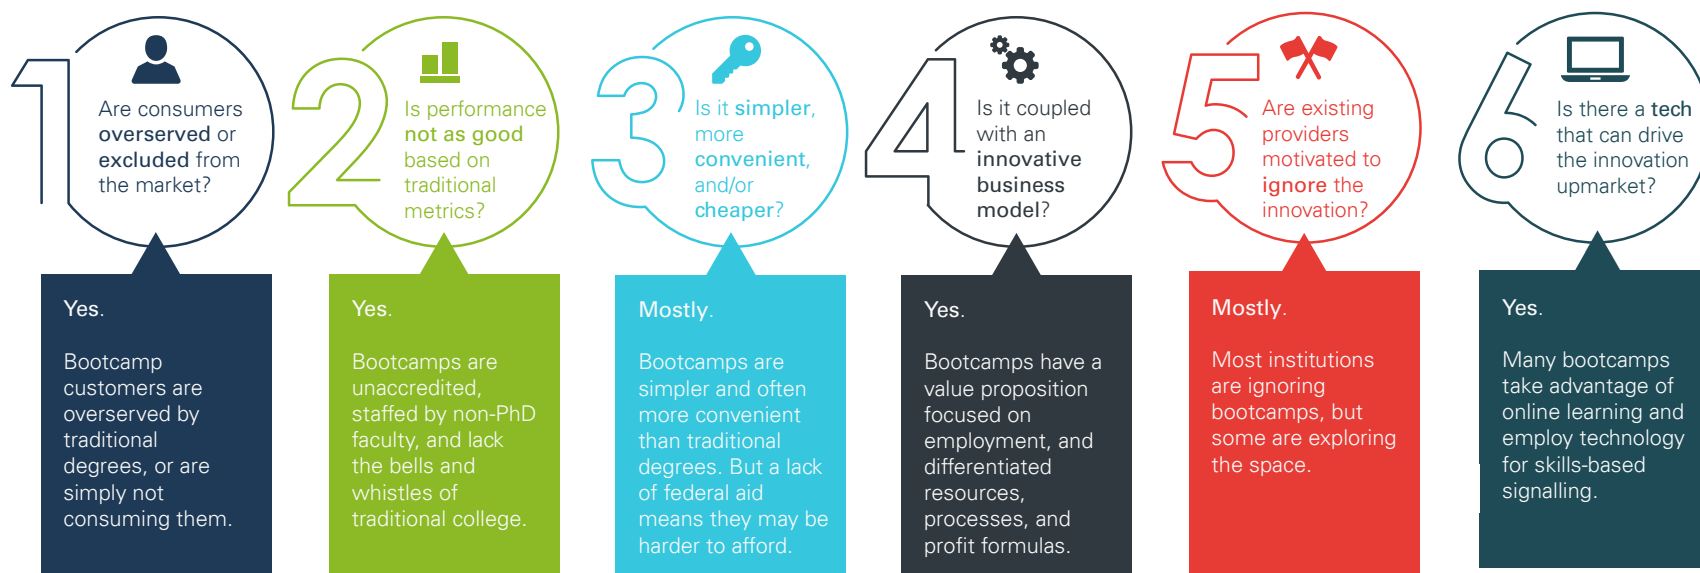 1
Are consumers
overserved or
excluded from
the market?
Yes.
Bootcamp
customers are
overserved by
traditional
degrees, or are
simply not
consuming them.
2
Is performance
not as good
based on
traditional
metrics?
Yes.
Bootcamps are
unaccredited,
staffed by non-PhD
faculty, and lack
the bells and
whistles of
traditional college.
3
Is it simpler,
more
convenient,
and/or
cheaper?
Mostly.
Bootcamps are
simpler and often
more convenient
than traditional
degrees. But a lack
of federal aid
means they may be
harder to afford.
4
Is it coupled
with an
innovative
business
model?
Yes.
Bootcamps have a
value proposition
focused on
employment, and
differentiated
resources,
processes, and
profit formulas.
5
Are existing
providers
motivated to
ignore the
innovation?
Mostly.
Most institutions
are ignoring
bootcamps, but
some are exploring
the space.
6
Is there a tech
that can drive
the innovation
upmarket?
Yes.
Many bootcamps
take advantage of
online learning and
employ technology
for skills-based
signalling.